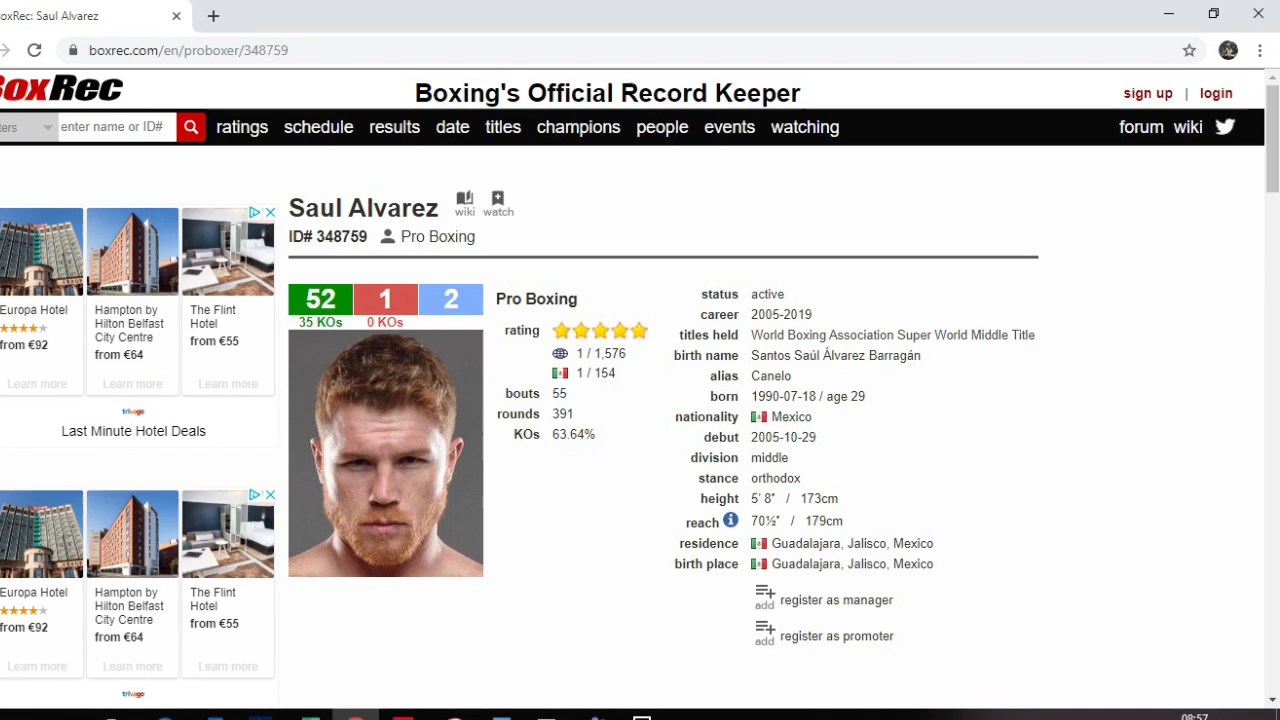 oxRec: Saul Alvarez
boxrec.com/en/proboxer/348759
BoxRec
Boxing's Official Record Keeper
sign up | login
ters
enter name or ID#
ratings schedule results date titles champions people events watching
forum wiki
Saul Alvarez
wiki watch
ID# 348759 Pro Boxing
52 1 2
35 KOs 0 KOs
Pro Boxing
rating
1 / 1,576
1 / 154
bouts 55
rounds 391
KOs 63.64%
status active
career 2005-2019
titles held World Boxing Association Super World Middle Title
birth name Santos Saúl Álvarez Barragán
alias Canelo
born 1990-07-18 / age 29
nationality Mexico
debut 2005-10-29
division middle
stance orthodox
height 5′ 8″ / 173cm
reach 70½″ / 179cm
residence Guadalajara, Jalisco, Mexico
birth place Guadalajara, Jalisco, Mexico
add register as manager
add register as promoter
Europa Hotel
from €92
Learn more
Hampton by
Hilton Belfast
City Centre
from €64
Learn more
The Flint
Hotel
from €55
Learn more
trivago
Last Minute Hotel Deals
Europa Hotel
from €92
Learn more
Hampton by
Hilton Belfast
City Centre
from €64
Learn more
The Flint
Hotel
from €55
Learn more
trivago
08:57